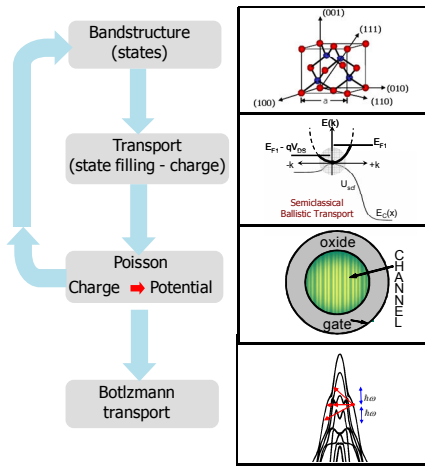 Bandstructure
(states)
Transport
(state filling - charge)
Poisson
Charge ➡ Potential
Botlzmann
transport
(001)
(111)
(010)
(100)
(110)
a
E(k)
E_F1 - qV_DS
E_F1
-k
+k
U_sd
Semiclassical
Ballistic Transport
E_C(x)
oxide
CHANNEL
gate
ħω
ħω